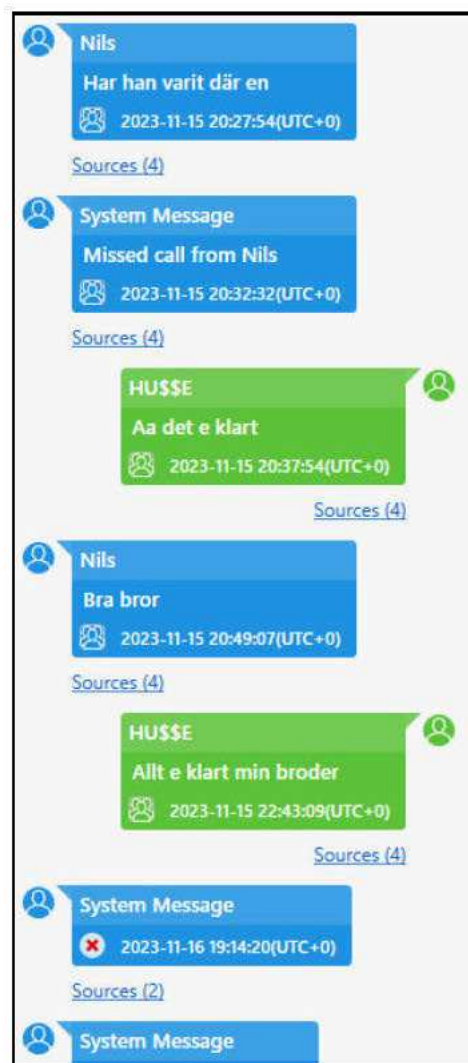 Nils
Har han varit där en
2023-11-15 20:27:54(UTC+0)
Sources (4)
System Message
Missed call from Nils
2023-11-15 20:32:32(UTC+0)
Sources (4)
HU$$E
Aa det e klart
2023-11-15 20:37:54(UTC+0)
Sources (4)
Nils
Bra bror
2023-11-15 20:49:07(UTC+0)
Sources (4)
HU$$E
Allt e klart min broder
2023-11-15 22:43:09(UTC+0)
Sources (4)
System Message
2023-11-16 19:14:20(UTC+0)
Sources (2)
System Message